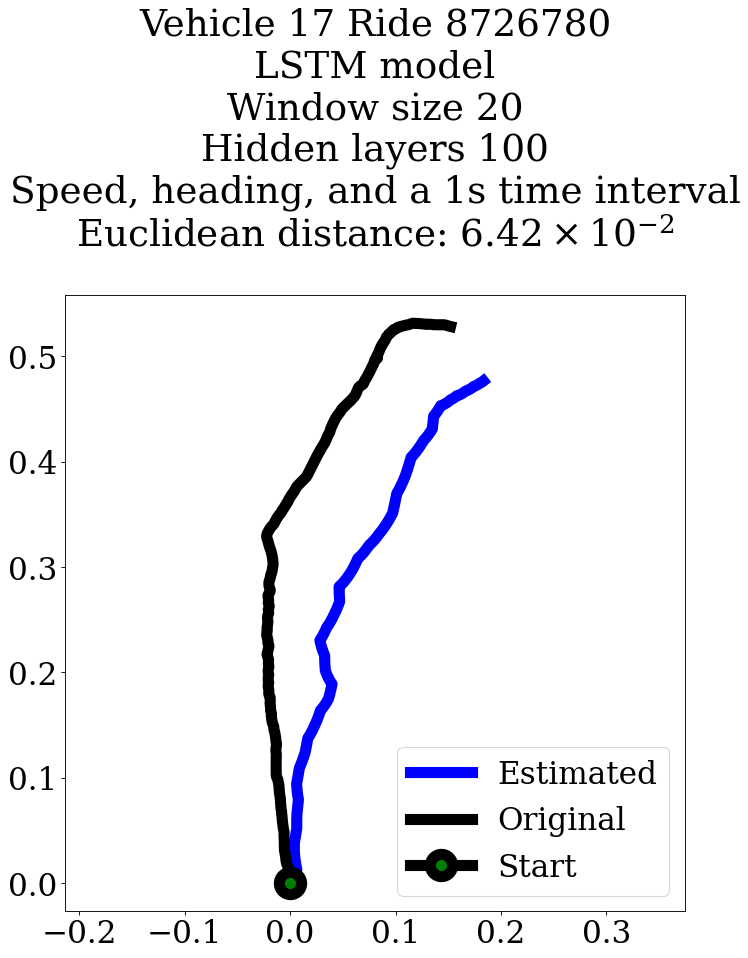 Vehicle 17 Ride 8726780
LSTM model
Window size 20
Hidden layers 100
Speed, heading, and a 1s time interval
Euclidean distance: 6.42 × 10⁻²
0.5
0.4
0.3
0.2
0.1
0.0
Estimated
Original
Start
−0.2 −0.1 0.0 0.1 0.2 0.3